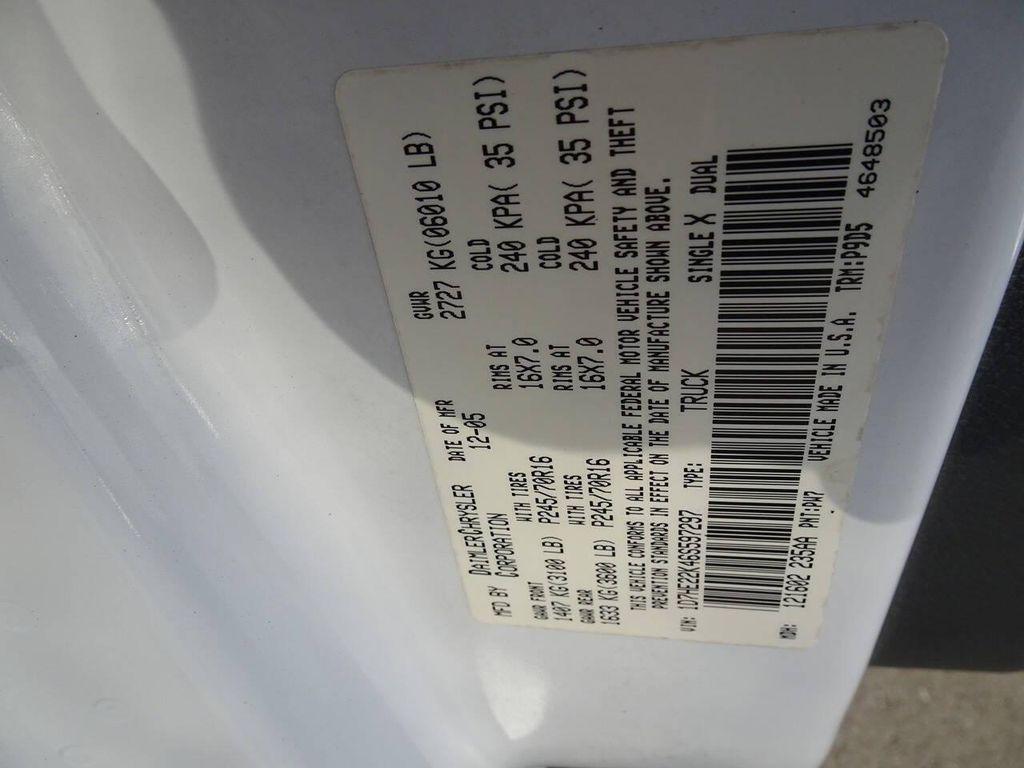 MFD BY DAIMLERCHRYSLER CORPORATION DATE OF MFR 12-05 GVWR 2727 KG(06010 LB)
GAWR FRONT WITH TIRES RIMS AT COLD
1407 KG(3100 LB) P245/70R16 16X7.0 240 KPA( 35 PSI)
GAWR REAR WITH TIRES RIMS AT COLD
1633 KG(3600 LB) P245/70R16 16X7.0 240 KPA( 35 PSI)
THIS VEHICLE CONFORMS TO ALL APPLICABLE FEDERAL MOTOR VEHICLE SAFETY AND THEFT
PREVENTION STANDARDS IN EFFECT ON THE DATE OF MANUFACTURE SHOWN ABOVE.
VIN: 1D7HE22K46S597297 TYPE: TRUCK SINGLE X DUAL
MDH: 121602 235AA PNT:PW7 VEHICLE MADE IN U.S.A. TRM:P9D5
4648503